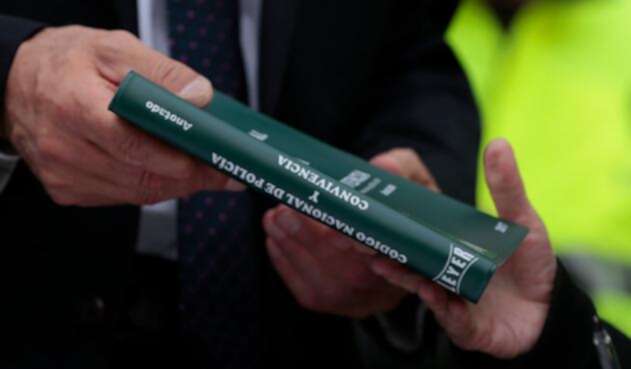 LEYER
CODIGO NACIONAL DE POLICIA
Y
CONVIVENCIA
Anotado